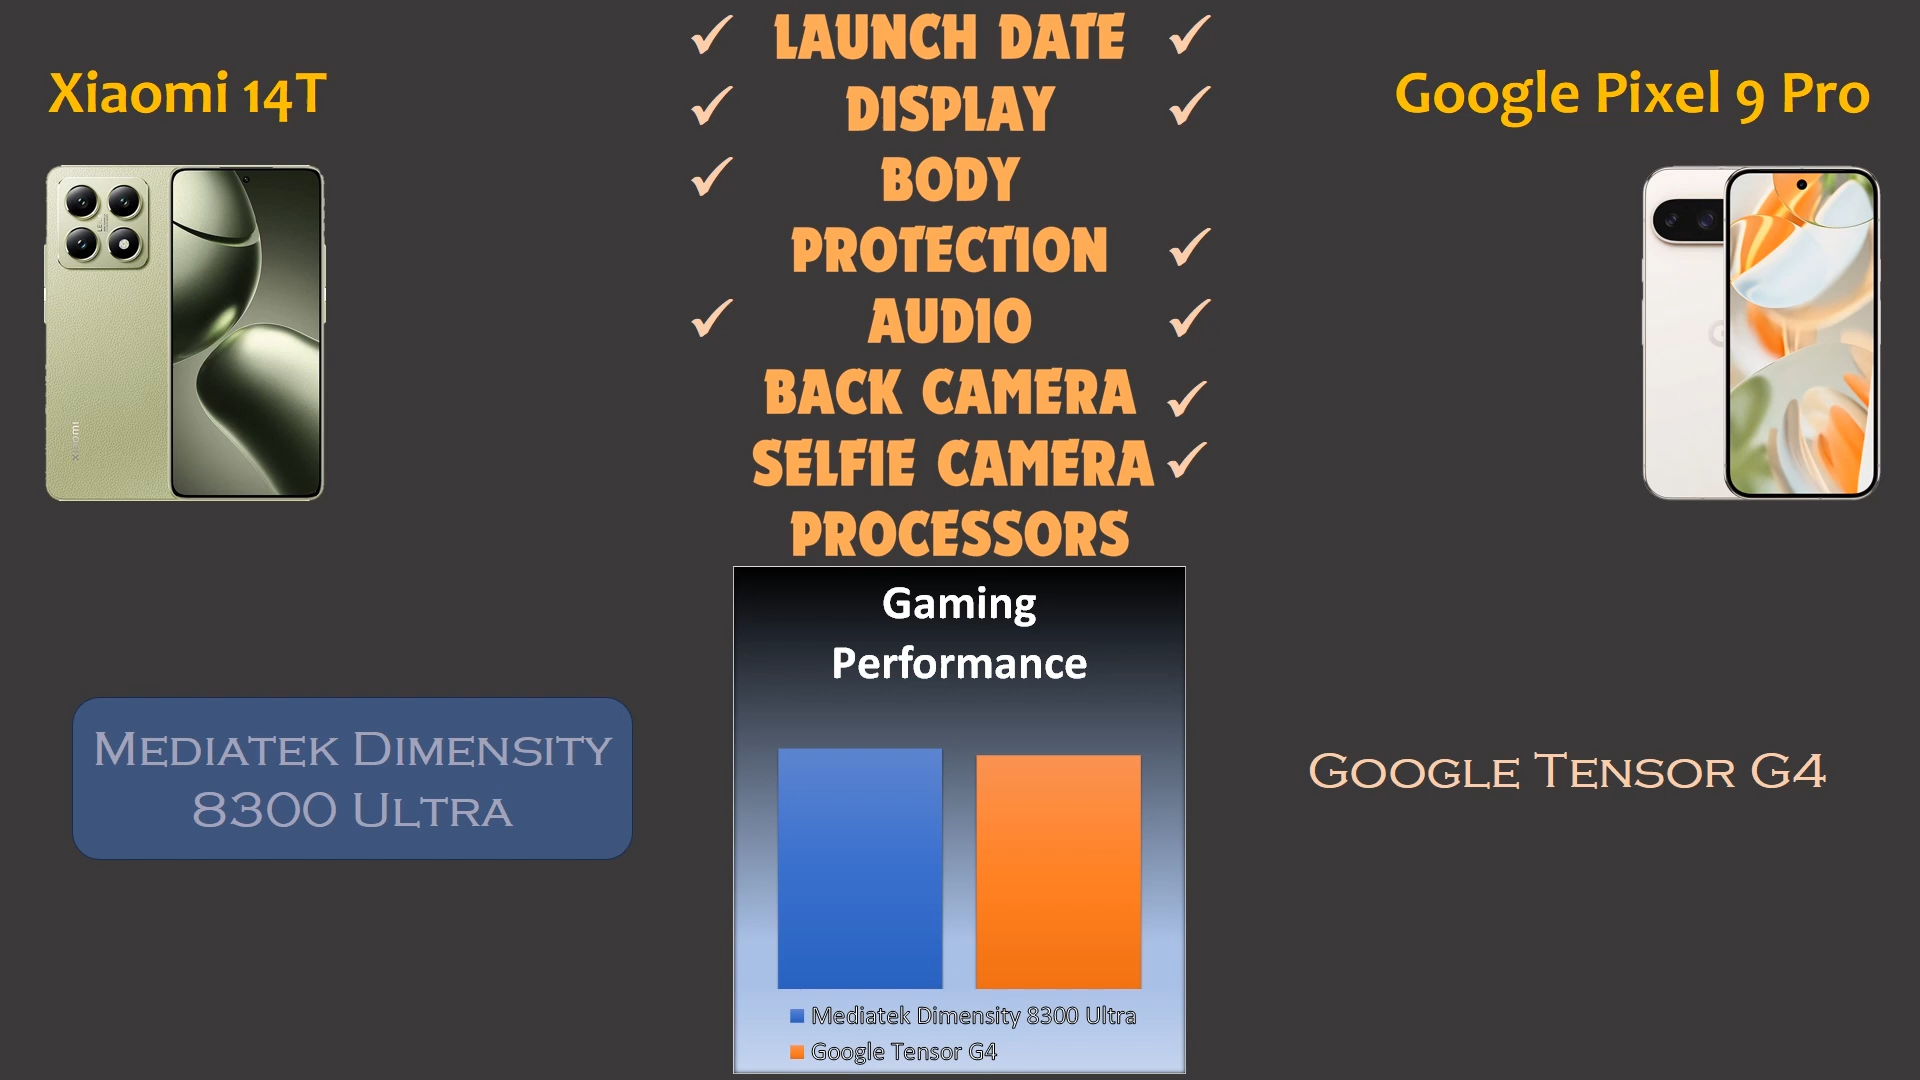 LAUNCH DATE
Xiaomi 14T
Google Pixel 9 Pro
DISPLAY
BODY
PROTECTION
AUDIO
BACK CAMERA
SELFIE CAMERA
PROCESSORS
xiaomi
Gaming
Performance
Mediatek Dimensity
8300 Ultra
Google Tensor G4
Mediatek Dimensity 8300 Ultra
Google Tensor G4